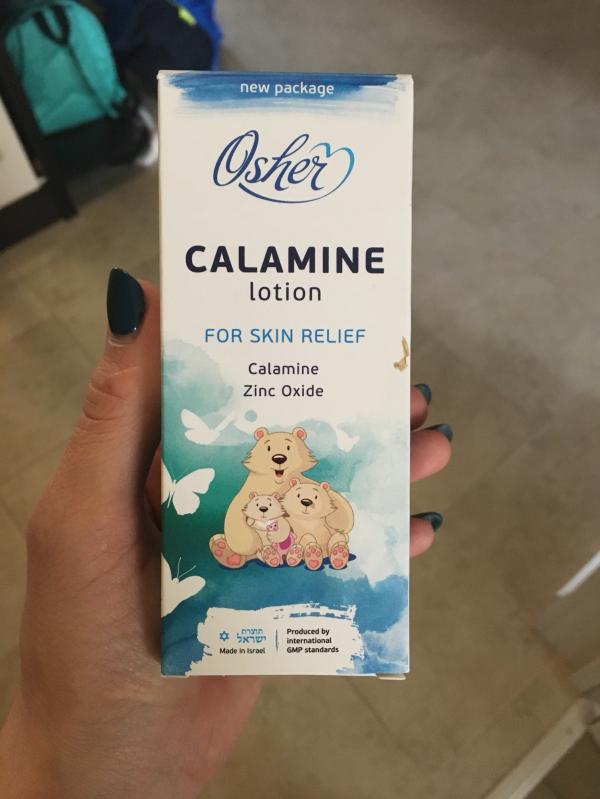 new package
Osher
CALAMINE
lotion
FOR SKIN RELIEF
Calamine
Zinc Oxide
תוצרת
ישראל
Made in Israel
Produced by
international
GMP standards